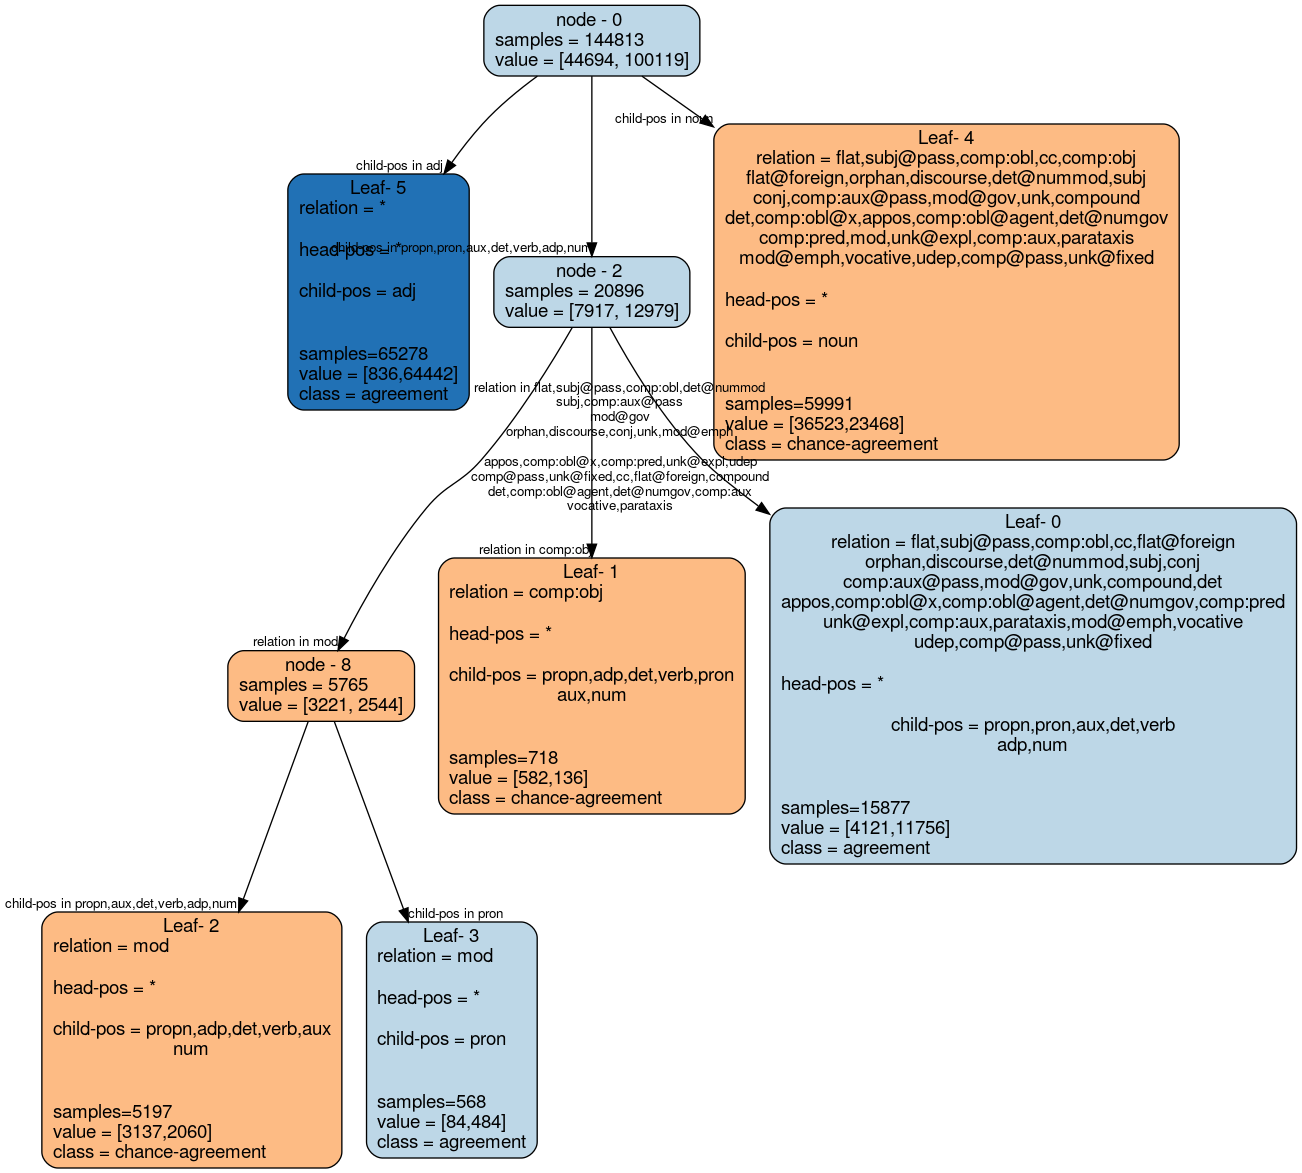 node - 0
samples = 144813
value = [44694, 100119]
child-pos in noun
Leaf- 4
relation = flat,subj@pass,comp:obl,cc,comp:obj
flat@foreign,orphan,discourse,det@nummod,subj
conj,comp:aux@pass,mod@gov,unk,compound
det,comp:obl@x,appos,comp:obl@agent,det@numgov
comp:pred,mod,unk@expl,comp:aux,parataxis
mod@emph,vocative,udep,comp@pass,unk@fixed
head-pos = *
child-pos = noun
samples=59991
value = [36523,23468]
class = chance-agreement
child-pos in adj
Leaf- 5
relation = *
head-pos = *
child-pos = adj
samples=65278
value = [836,64442]
class = agreement
child-pos in propn,pron,aux,det,verb,adp,num
node - 2
samples = 20896
value = [7917, 12979]
relation in flat,subj@pass,comp:obl,det@nummod
subj,comp:aux@pass
mod@gov
orphan,discourse,conj,unk,mod@emph
appos,comp:obl@x,comp:pred,unk@expl,udep
comp@pass,unk@fixed,cc,flat@foreign,compound
det,comp:obl@agent,det@numgov,comp:aux
vocative,parataxis
Leaf- 0
relation = flat,subj@pass,comp:obl,cc,flat@foreign
orphan,discourse,det@nummod,subj,conj
comp:aux@pass,mod@gov,unk,compound,det
appos,comp:obl@x,comp:obl@agent,det@numgov,comp:pred
unk@expl,comp:aux,parataxis,mod@emph,vocative
udep,comp@pass,unk@fixed
head-pos = *
child-pos = propn,pron,aux,det,verb
adp,num
samples=15877
value = [4121,11756]
class = agreement
relation in comp:obj
Leaf- 1
relation = comp:obj
head-pos = *
child-pos = propn,adp,det,verb,pron
aux,num
samples=718
value = [582,136]
class = chance-agreement
relation in mod
node - 8
samples = 5765
value = [3221, 2544]
child-pos in propn,aux,det,verb,adp,num
Leaf- 2
relation = mod
head-pos = *
child-pos = propn,adp,det,verb,aux
num
samples=5197
value = [3137,2060]
class = chance-agreement
child-pos in pron
Leaf- 3
relation = mod
head-pos = *
child-pos = pron
samples=568
value = [84,484]
class = agreement